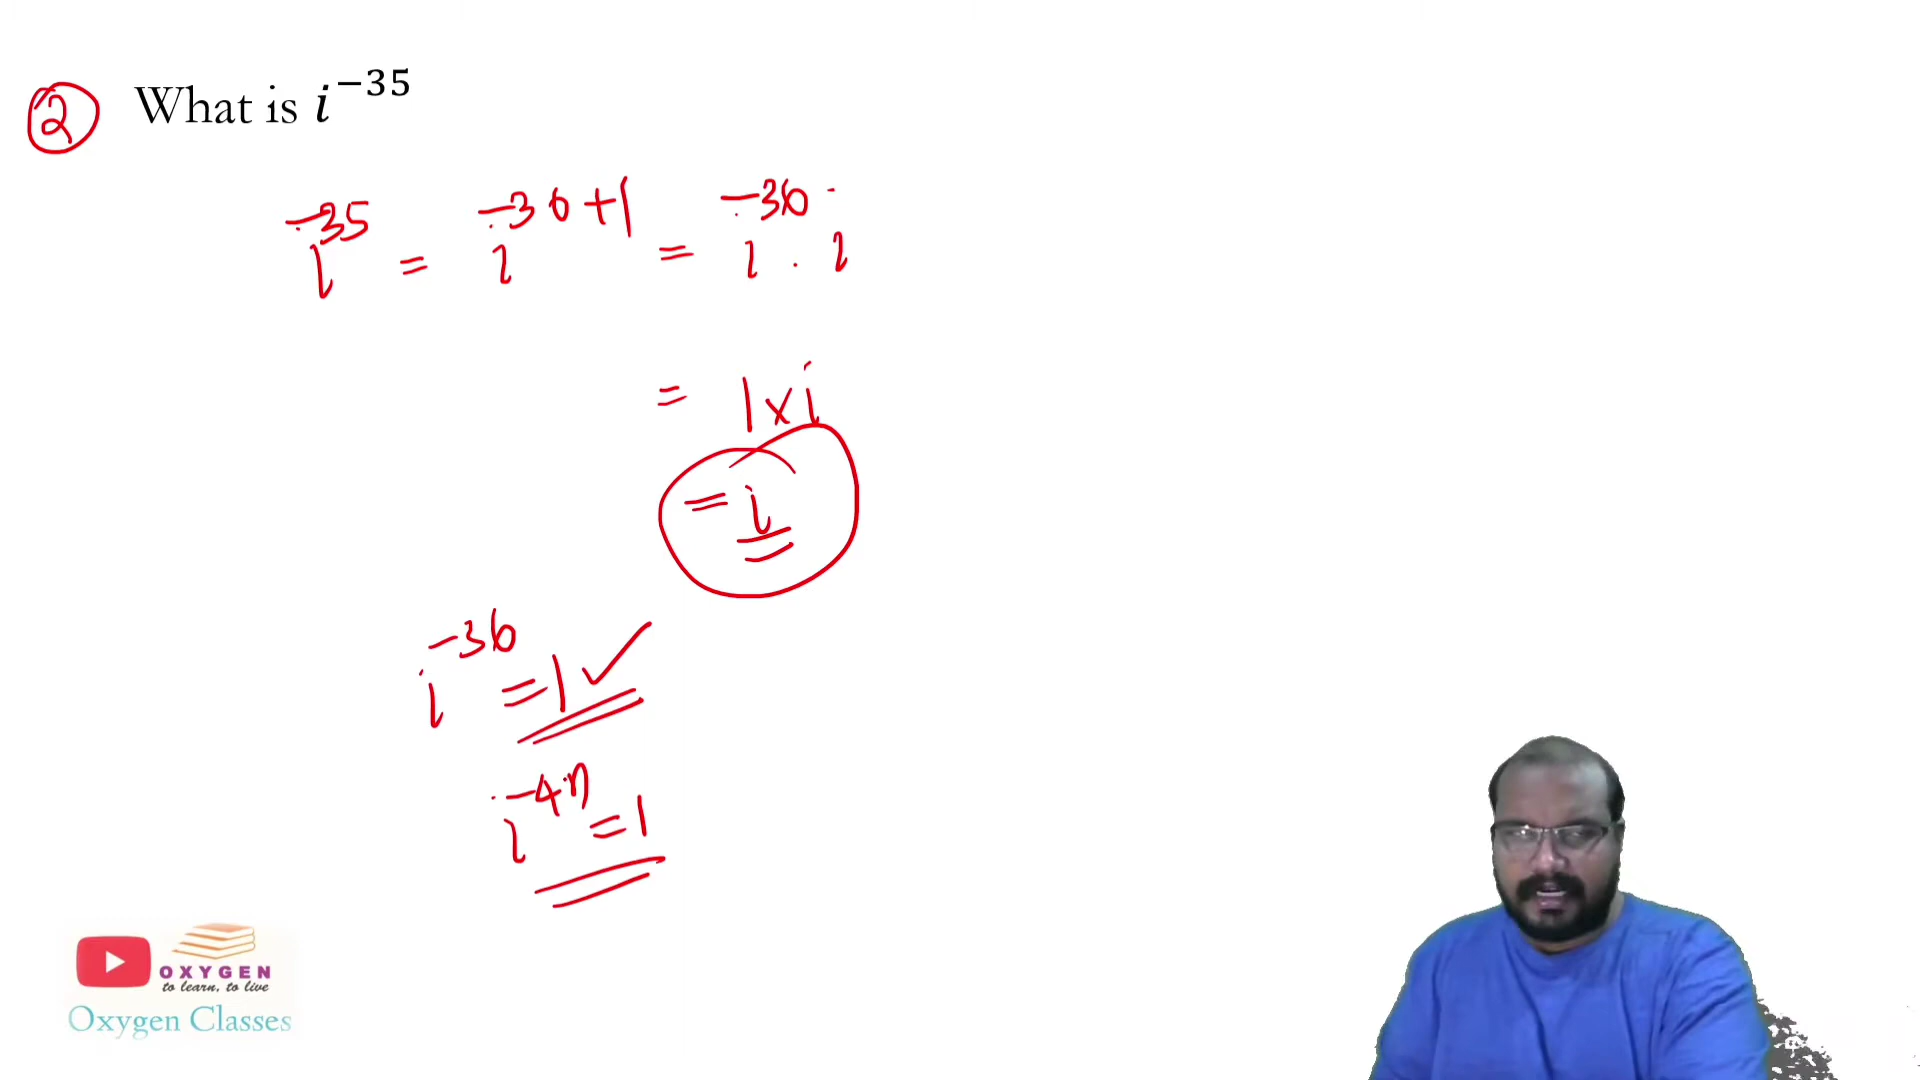 ② What is i⁻³⁵
i⁻³⁵ = i⁻³⁶⁺¹ = i⁻³⁶ . i
= 1 × i
= i
i⁻³⁶ = 1 ✓
i⁻⁴ⁿ = 1
OXYGEN
to learn, to live
Oxygen Classes